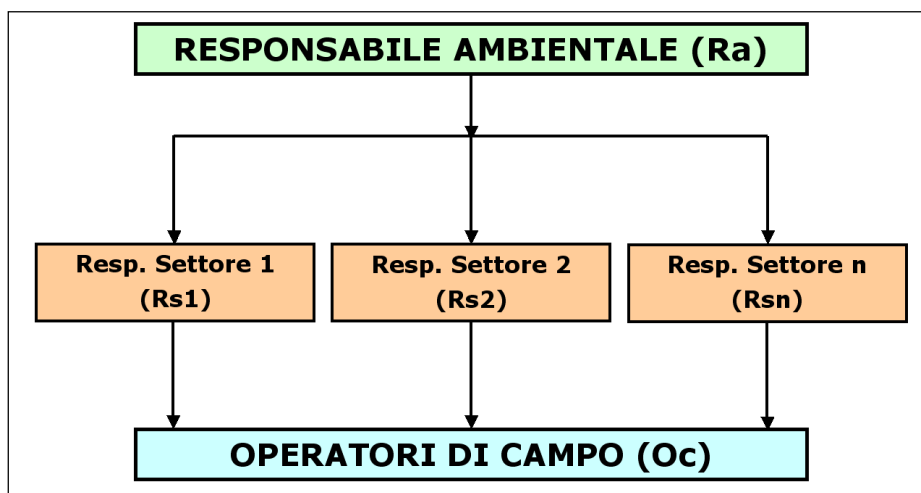 RESPONSABILE AMBIENTALE (Ra)
Resp. Settore 1
(Rs1)
Resp. Settore 2
(Rs2)
Resp. Settore n
(Rsn)
OPERATORI DI CAMPO (Oc)